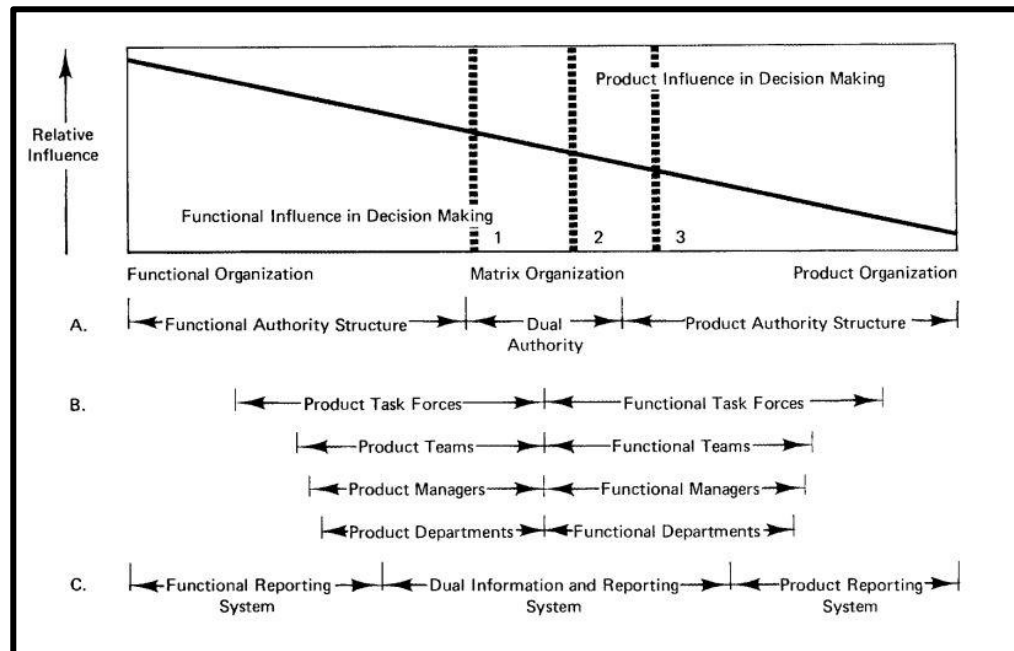 Relative
Influence
Product Influence in Decision Making
Functional Influence in Decision Making
1
2
3
Functional Organization
Matrix Organization
Product Organization
A.
Functional Authority Structure
Dual
Authority
Product Authority Structure
B.
Product Task Forces
Functional Task Forces
Product Teams
Functional Teams
Product Managers
Functional Managers
Product Departments
Functional Departments
C.
Functional Reporting
System
Dual Information and Reporting
System
Product Reporting
System